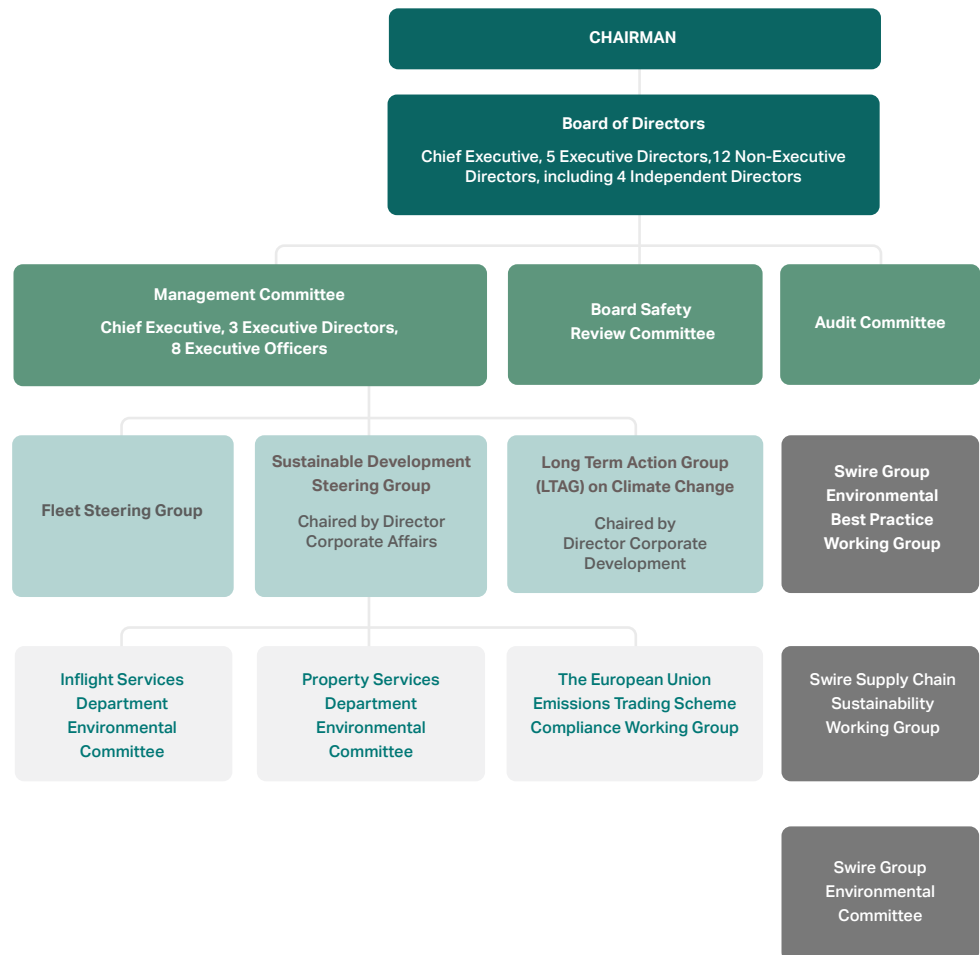 CHAIRMAN
Board of Directors
Chief Executive, 5 Executive Directors,12 Non-Executive
Directors, including 4 Independent Directors
Management Committee
Chief Executive, 3 Executive Directors,
8 Executive Officers
Board Safety
Review Committee
Audit Committee
Fleet Steering Group
Sustainable Development
Steering Group
Chaired by Director
Corporate Affairs
Long Term Action Group
(LTAG) on Climate Change
Chaired by
Director Corporate
Development
Swire Group
Environmental
Best Practice
Working Group
Inflight Services
Department
Environmental
Committee
Property Services
Department
Environmental
Committee
The European Union
Emissions Trading Scheme
Compliance Working Group
Swire Supply Chain
Sustainability
Working Group
Swire Group
Environmental
Committee